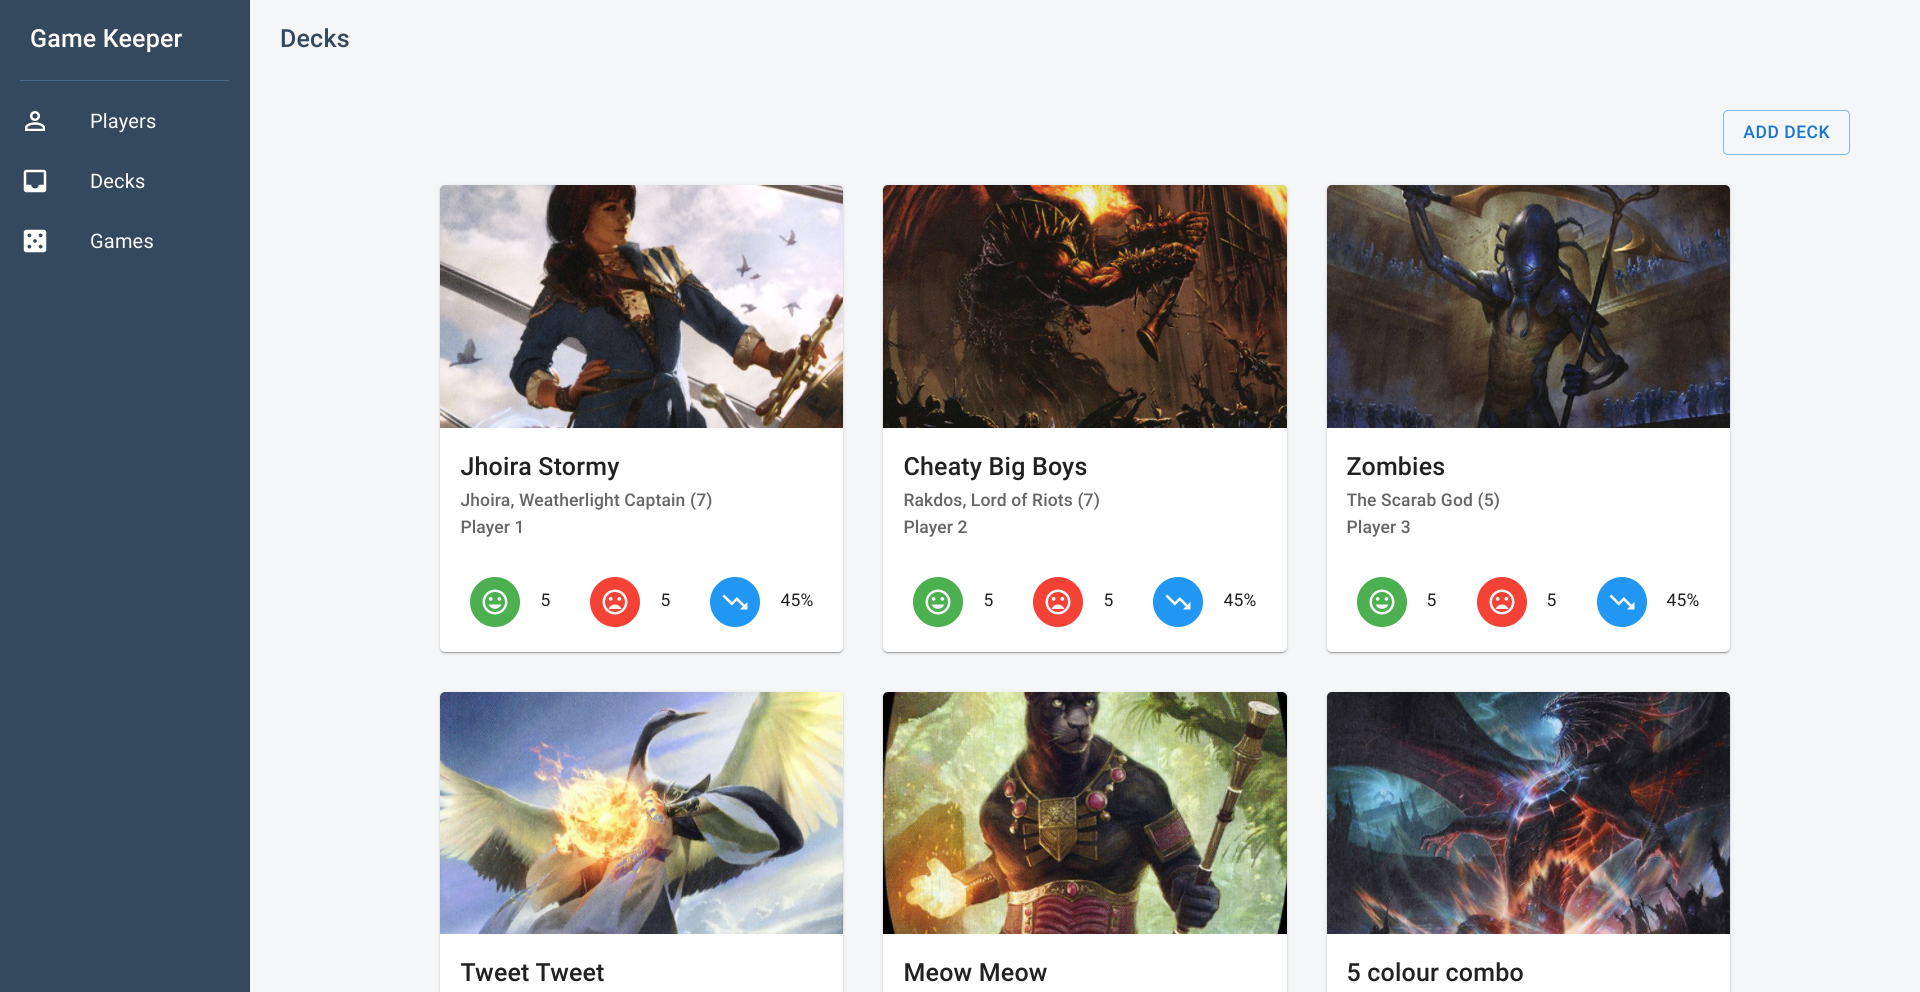 Game Keeper
Players
Decks
Games
Decks
ADD DECK
Jhoira Stormy
Jhoira, Weatherlight Captain (7)
Player 1
5 5 45%
Cheaty Big Boys
Rakdos, Lord of Riots (7)
Player 2
5 5 45%
Zombies
The Scarab God (5)
Player 3
5 5 45%
Tweet Tweet
Meow Meow
5 colour combo